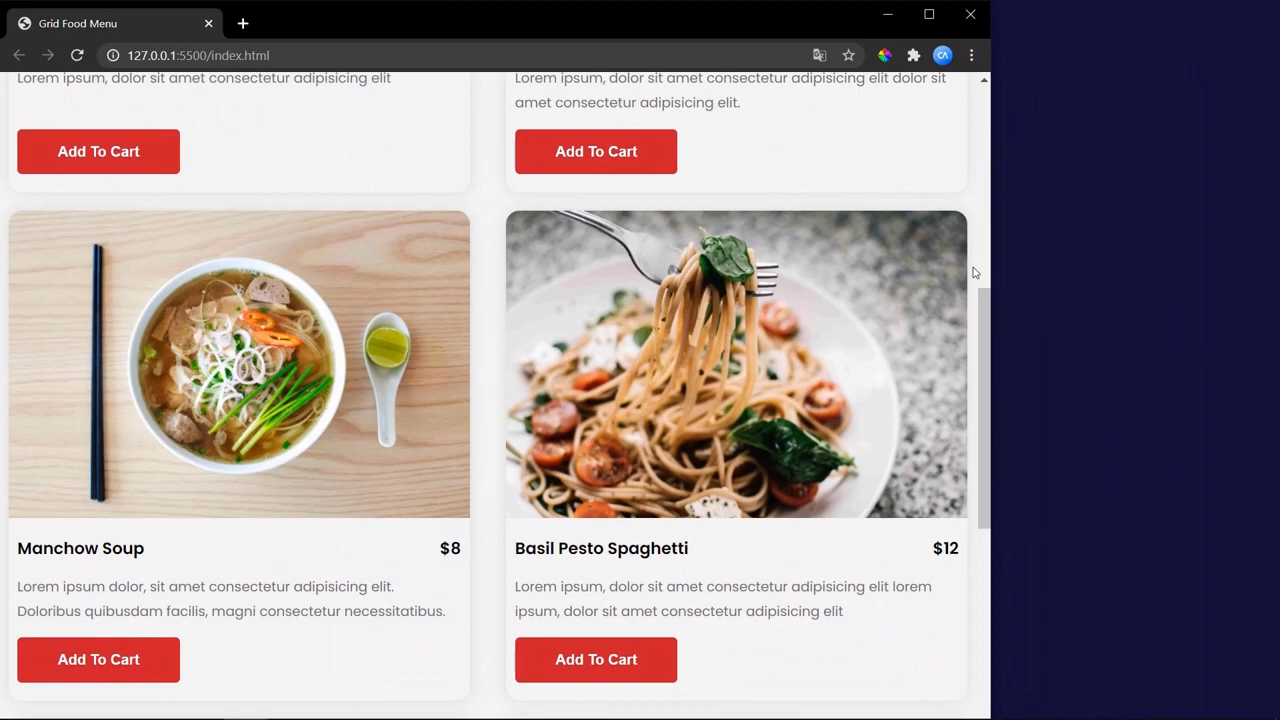 Grid Food Menu
127.0.0.1:5500/index.html
CA
Lorem ipsum, dolor sit amet consectetur adipisicing elit
Add To Cart
Lorem ipsum, dolor sit amet consectetur adipisicing elit dolor sit
amet consectetur adipisicing elit.
Add To Cart
Manchow Soup
$8
Lorem ipsum dolor, sit amet consectetur adipisicing elit.
Doloribus quibusdam facilis, magni consectetur necessitatibus.
Add To Cart
Basil Pesto Spaghetti
$12
Lorem ipsum, dolor sit amet consectetur adipisicing elit lorem
ipsum, dolor sit amet consectetur adipisicing elit
Add To Cart